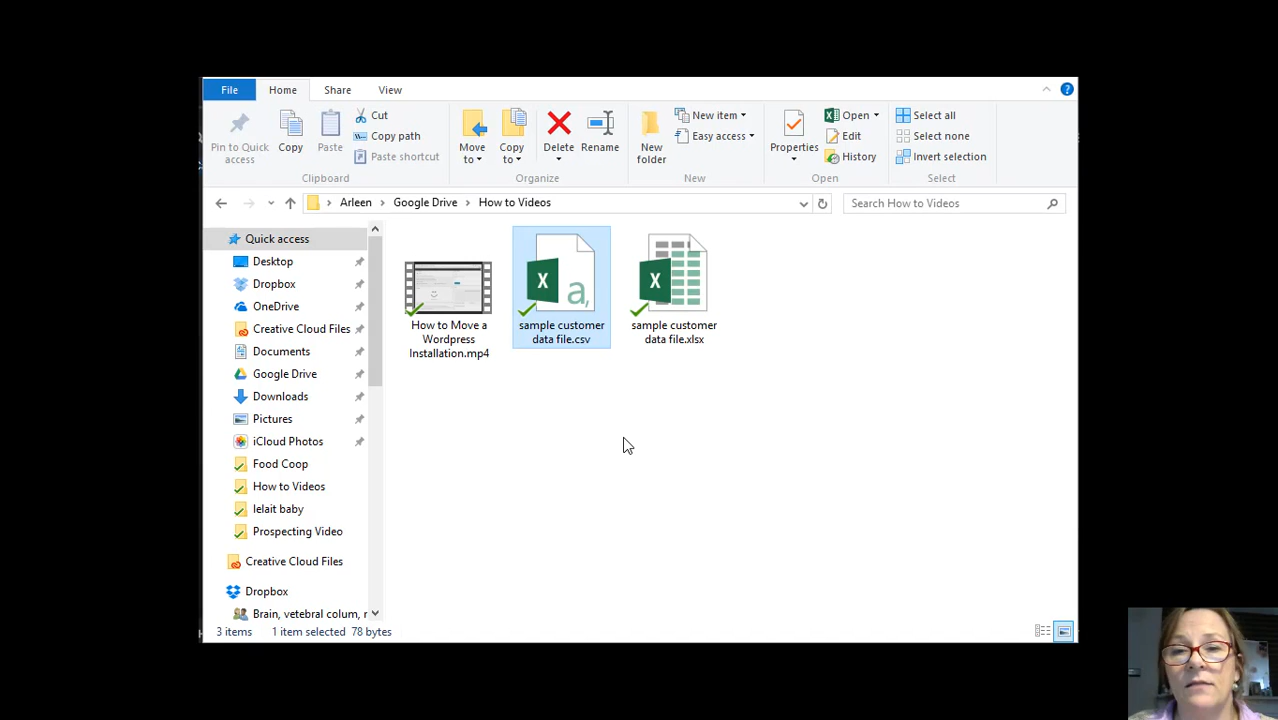 File Home Share View
Pin to Quick access
Copy
Paste
Cut
Copy path
Paste shortcut
Clipboard
Move to
Copy to
Delete
Rename
Organize
New folder
New item
Easy access
New
Properties
Open
Edit
History
Open
Select all
Select none
Invert selection
Select
Arleen Google Drive How to Videos
Search How to Videos
Quick access
Desktop
Dropbox
OneDrive
Creative Cloud Files
Documents
Google Drive
Downloads
Pictures
iCloud Photos
Food Coop
How to Videos
lelait baby
Prospecting Video
Creative Cloud Files
Dropbox
Brain, vetebral colum, r
How to Move a
Wordpress
Installation.mp4
X a,
sample customer
data file.csv
X
sample customer
data file.xlsx
3 items 1 item selected 78 bytes